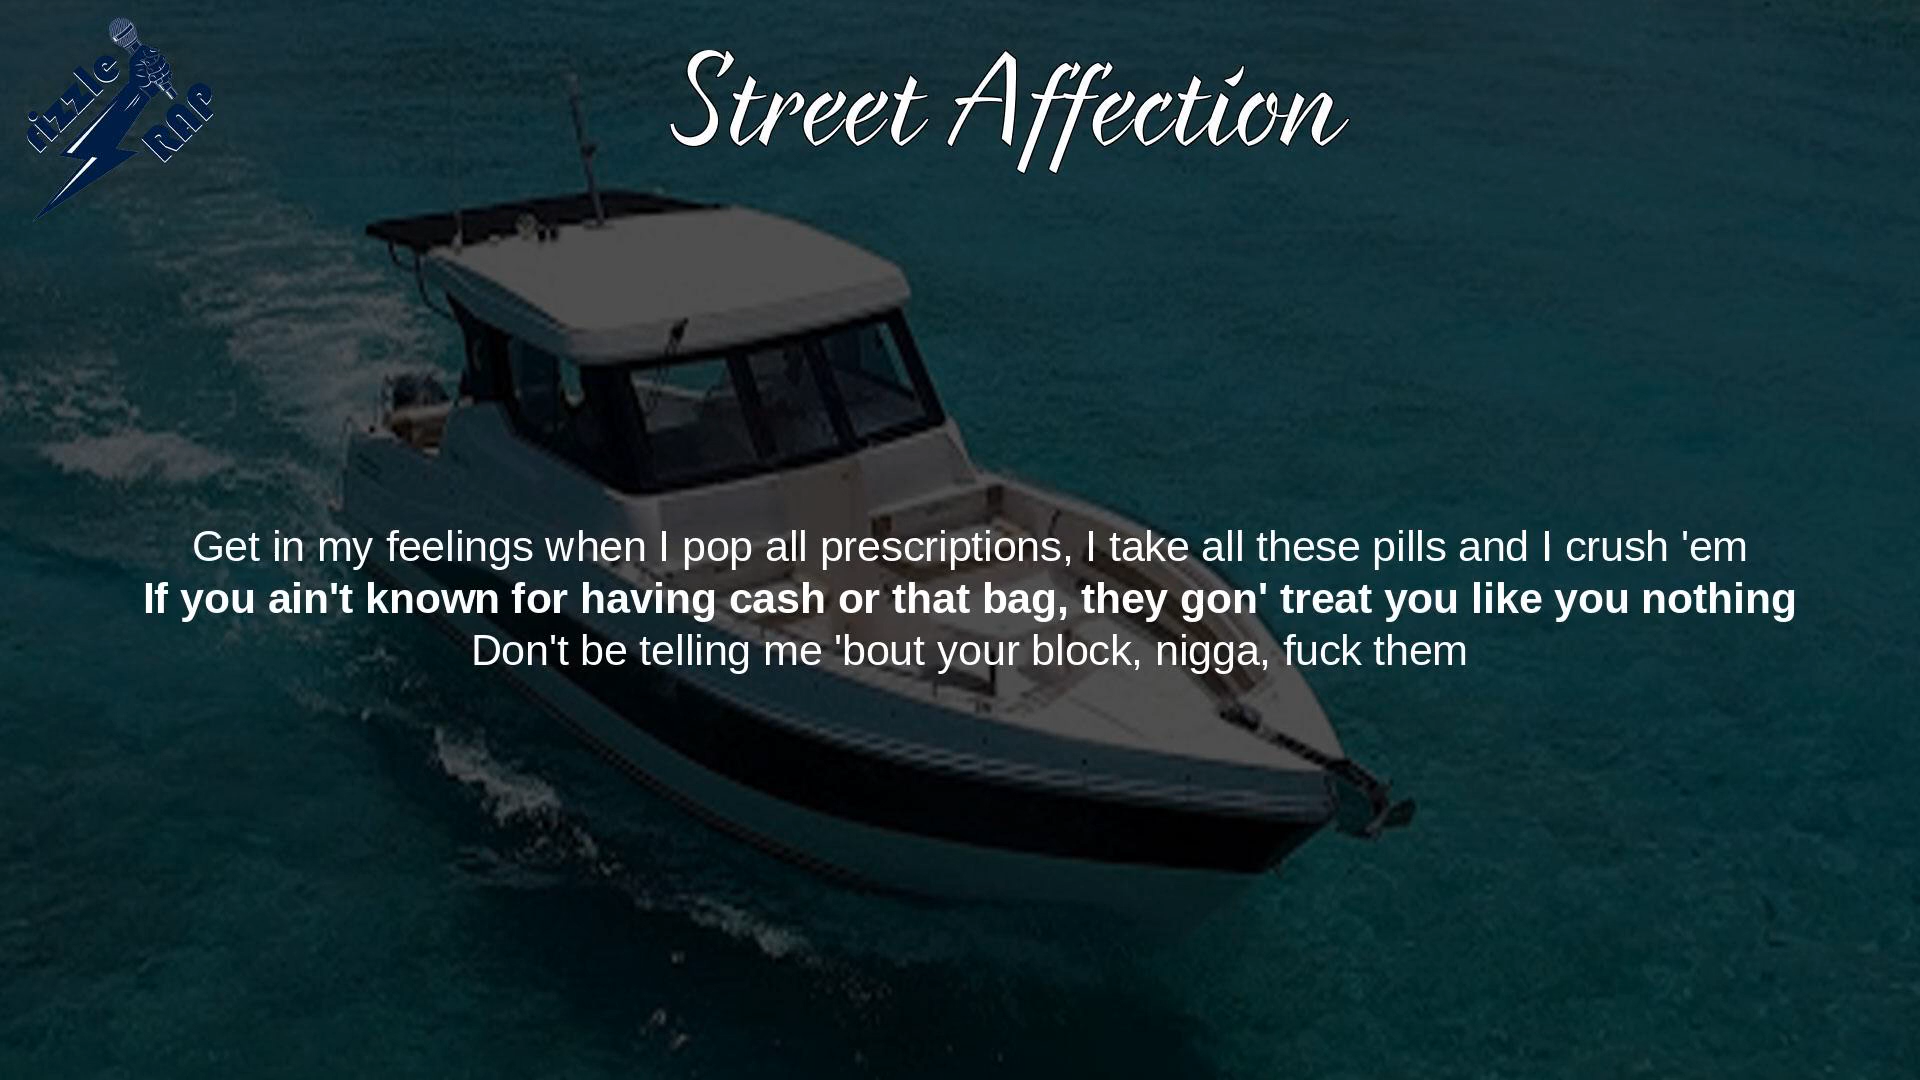 rizzle
RAP
Street Affection
Get in my feelings when I pop all prescriptions, I take all these pills and I crush 'em
If you ain't known for having cash or that bag, they gon' treat you like you nothing
Don't be telling me 'bout your block, nigga, fuck them